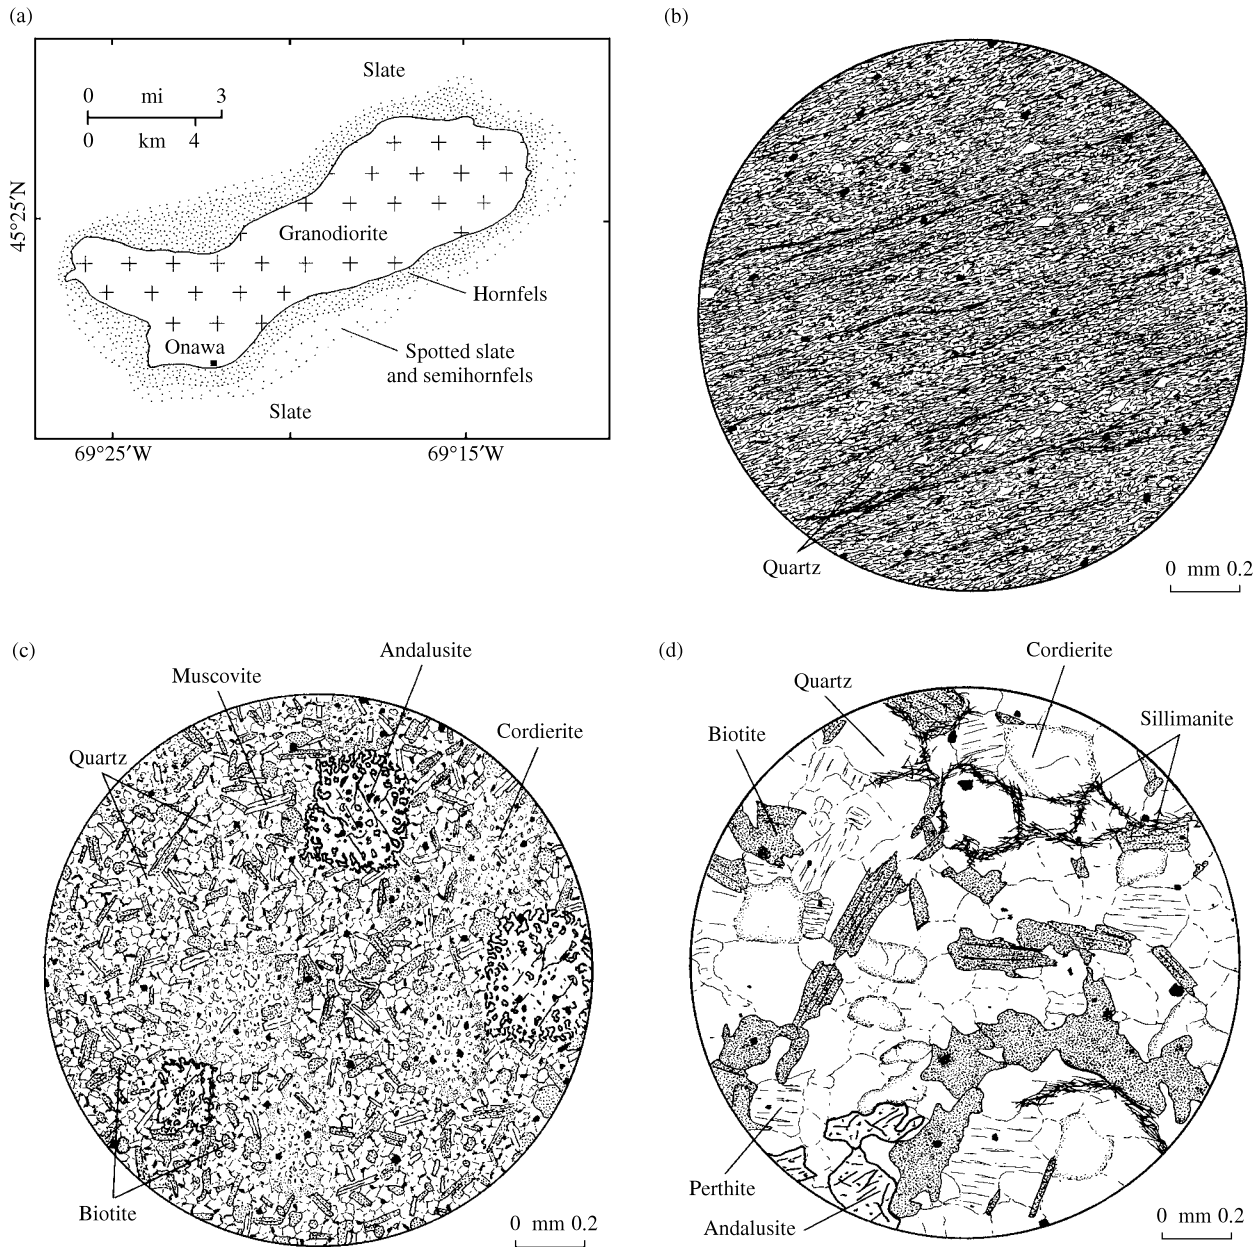 (a)
Slate
0 mi 3
0 km 4
45°25′N
Granodiorite
Hornfels
Onawa
Spotted slate
and semihornfels
Slate
69°25′W
69°15′W
(b)
Quartz
0 mm 0.2
(c)
Andalusite
Muscovite
Cordierite
Quartz
Biotite
0 mm 0.2
(d)
Cordierite
Quartz
Sillimanite
Biotite
Perthite
Andalusite
0 mm 0.2